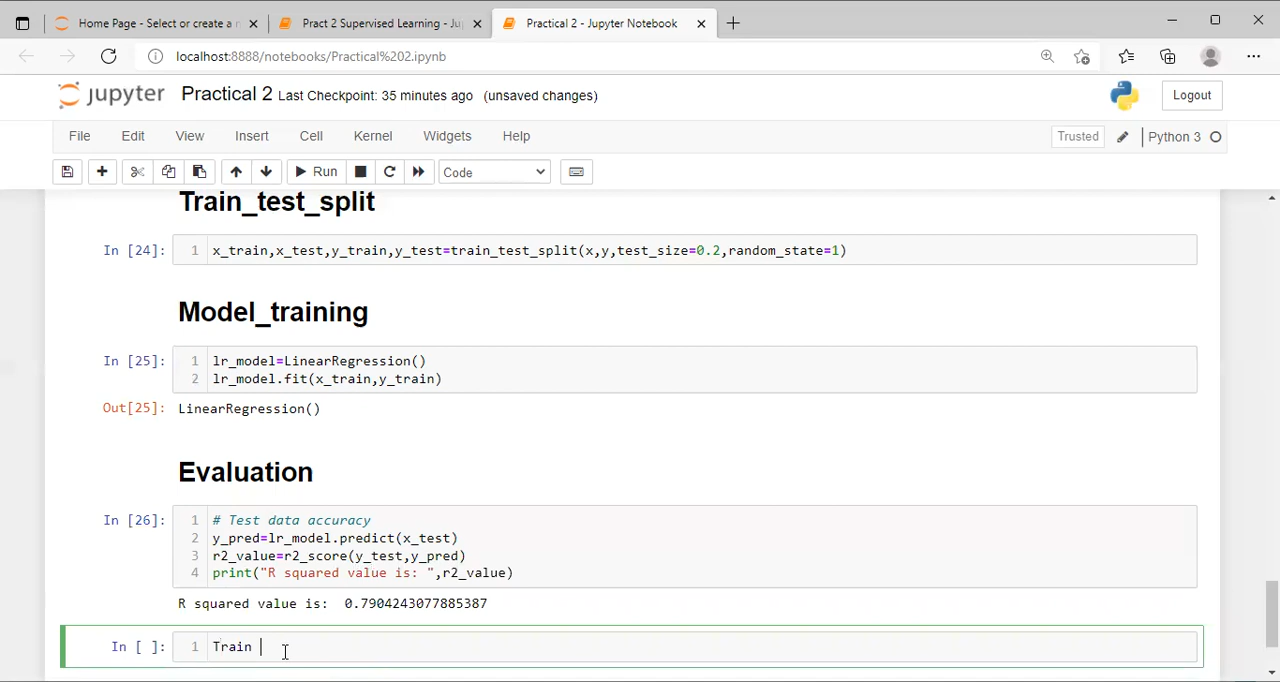 Home Page - Select or create a n
Pract 2 Supervised Learning - Ju
Practical 2 - Jupyter Notebook
localhost:8888/notebooks/Practical%202.ipynb
jupyter Practical 2 Last Checkpoint: 35 minutes ago (unsaved changes)
Logout
File Edit View Insert Cell Kernel Widgets Help
Trusted
Python 3
Run
Code
Train_test_split
In [24]: 1 x_train,x_test,y_train,y_test=train_test_split(x,y,test_size=0.2,random_state=1)
Model_training
In [25]: 1 lr_model=LinearRegression()
2 lr_model.fit(x_train,y_train)
Out[25]: LinearRegression()
Evaluation
In [26]: 1 # Test data accuracy
2 y_pred=lr_model.predict(x_test)
3 r2_value=r2_score(y_test,y_pred)
4 print("R squared value is: ",r2_value)
R squared value is:  0.7904243077885387
In [ ]: 1 Train